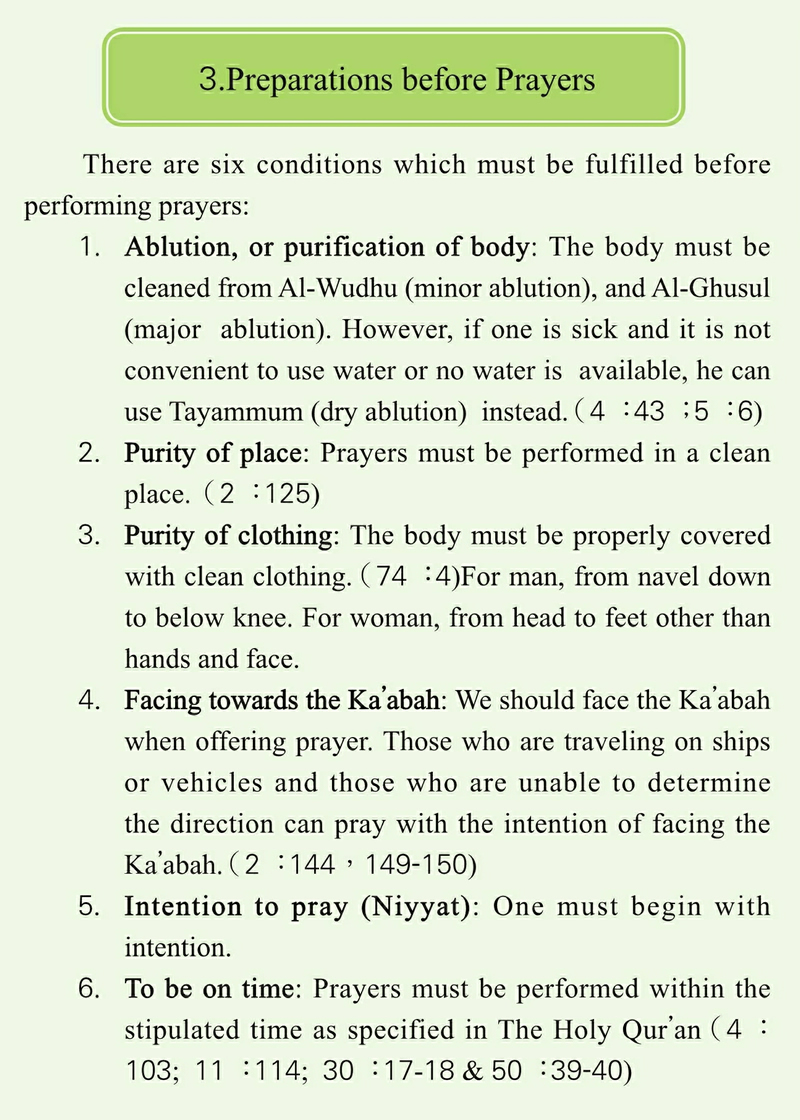 3.Preparations before Prayers
There are six conditions which must be fulfilled before
performing prayers:
1. Ablution, or purification of body: The body must be
cleaned from Al-Wudhu (minor ablution), and Al-Ghusul
(major ablution). However, if one is sick and it is not
convenient to use water or no water is available, he can
use Tayammum (dry ablution) instead.（4：43；5：6)
2. Purity of place: Prayers must be performed in a clean
place.（2：125)
3. Purity of clothing: The body must be properly covered
with clean clothing.（74：4)For man, from navel down
to below knee. For woman, from head to feet other than
hands and face.
4. Facing towards the Ka’abah: We should face the Ka’abah
when offering prayer. Those who are traveling on ships
or vehicles and those who are unable to determine
the direction can pray with the intention of facing the
Ka’abah.（2：144，149-150)
5. Intention to pray (Niyyat): One must begin with
intention.
6. To be on time: Prayers must be performed within the
stipulated time as specified in The Holy Qur’an（4：
103; 11：114; 30：17-18 & 50：39-40)